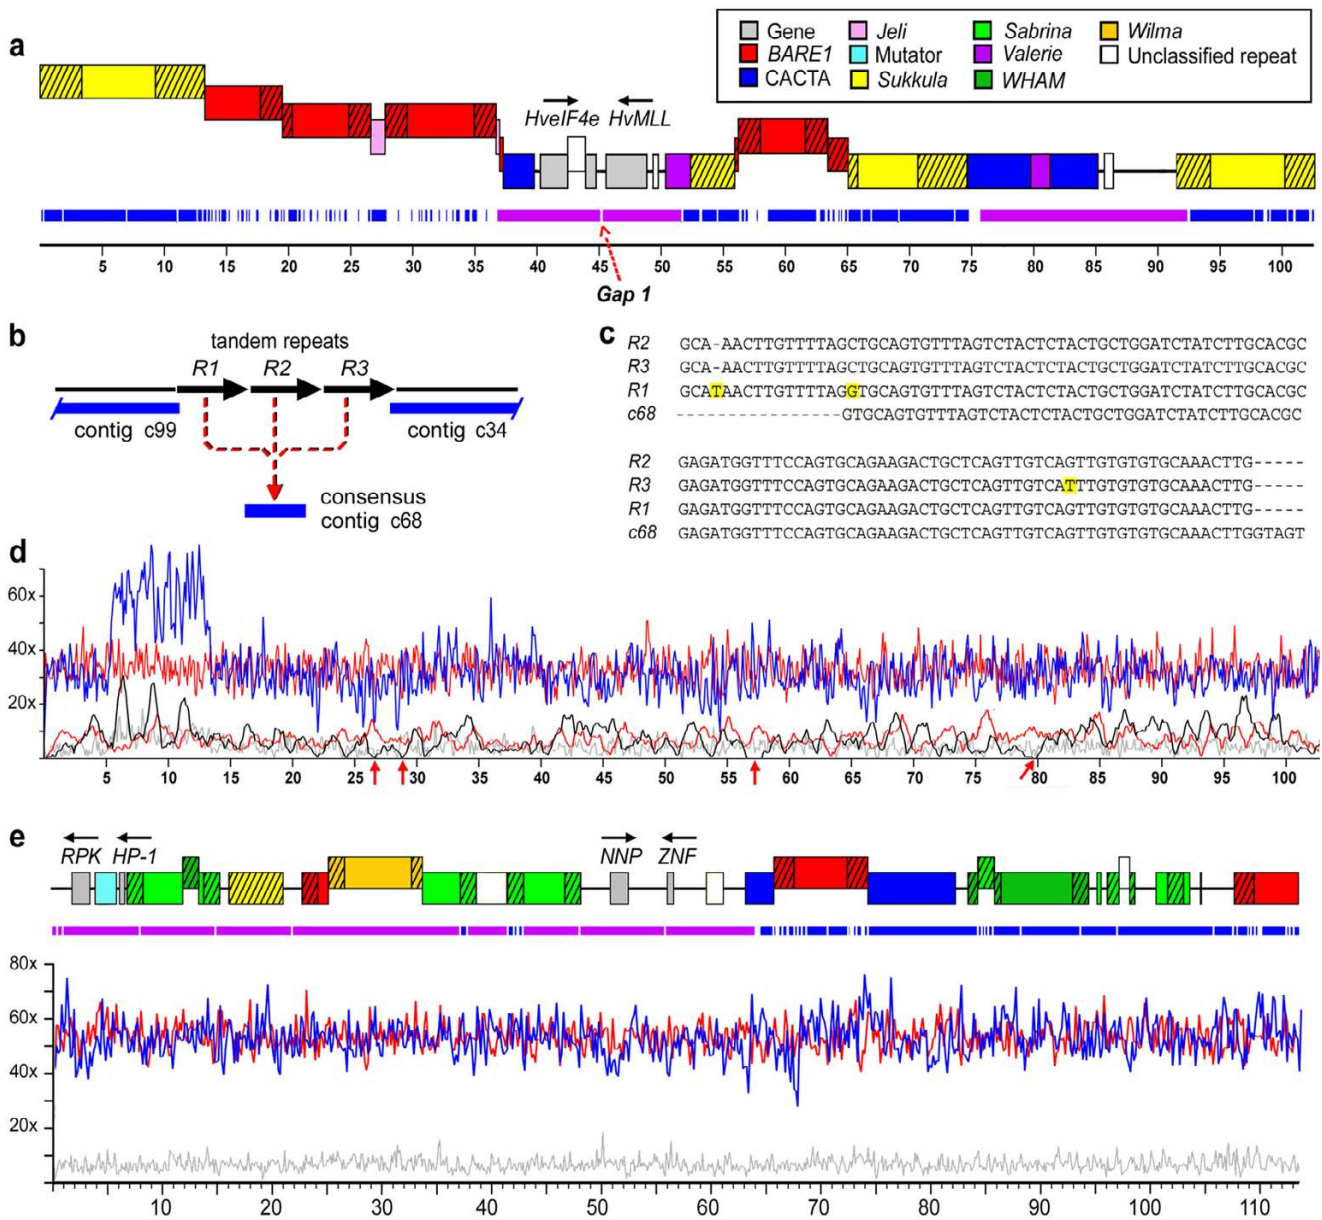 a
Gene Jeli Sabrina Wilma
BARE1 Mutator Valerie Unclassified repeat
CACTA Sukkula WHAM
HveIF4e HvMLL
5 10 15 20 25 30 35 40 45 50 55 60 65 70 75 80 85 90 95 100
Gap 1
b
tandem repeats
R1 R2 R3
contig c99 contig c34
consensus
contig c68
c
R2 GCA-AACTTGTTTTAGCTGCAGTGTTTAGTCTACTCTACTGCTGGATCTATCTTGCACGC
R3 GCA-AACTTGTTTTAGCTGCAGTGTTTAGTCTACTCTACTGCTGGATCTATCTTGCACGC
R1 GCATAACTTGTTTTAGGTGCAGTGTTTAGTCTACTCTACTGCTGGATCTATCTTGCACGC
c68 ----------------GTGCAGTGTTTAGTCTACTCTACTGCTGGATCTATCTTGCACGC
R2 GAGATGGTTTCCAGTGCAGAAGACTGCTCAGTTGTCAGTTGTGTGTGCAAACTTG-----
R3 GAGATGGTTTCCAGTGCAGAAGACTGCTCAGTTGTCATTTGTGTGTGCAAACTTG-----
R1 GAGATGGTTTCCAGTGCAGAAGACTGCTCAGTTGTCAGTTGTGTGTGCAAACTTG-----
c68 GAGATGGTTTCCAGTGCAGAAGACTGCTCAGTTGTCAGTTGTGTGTGCAAACTTGGTAGT
d
60x
40x
20x
5 10 15 20 25 30 35 40 45 50 55 60 65 70 75 80 85 90 95 100
e
RPK HP-1 NNP ZNF
80x
60x
40x
20x
0 10 20 30 40 50 60 70 80 90 100 110